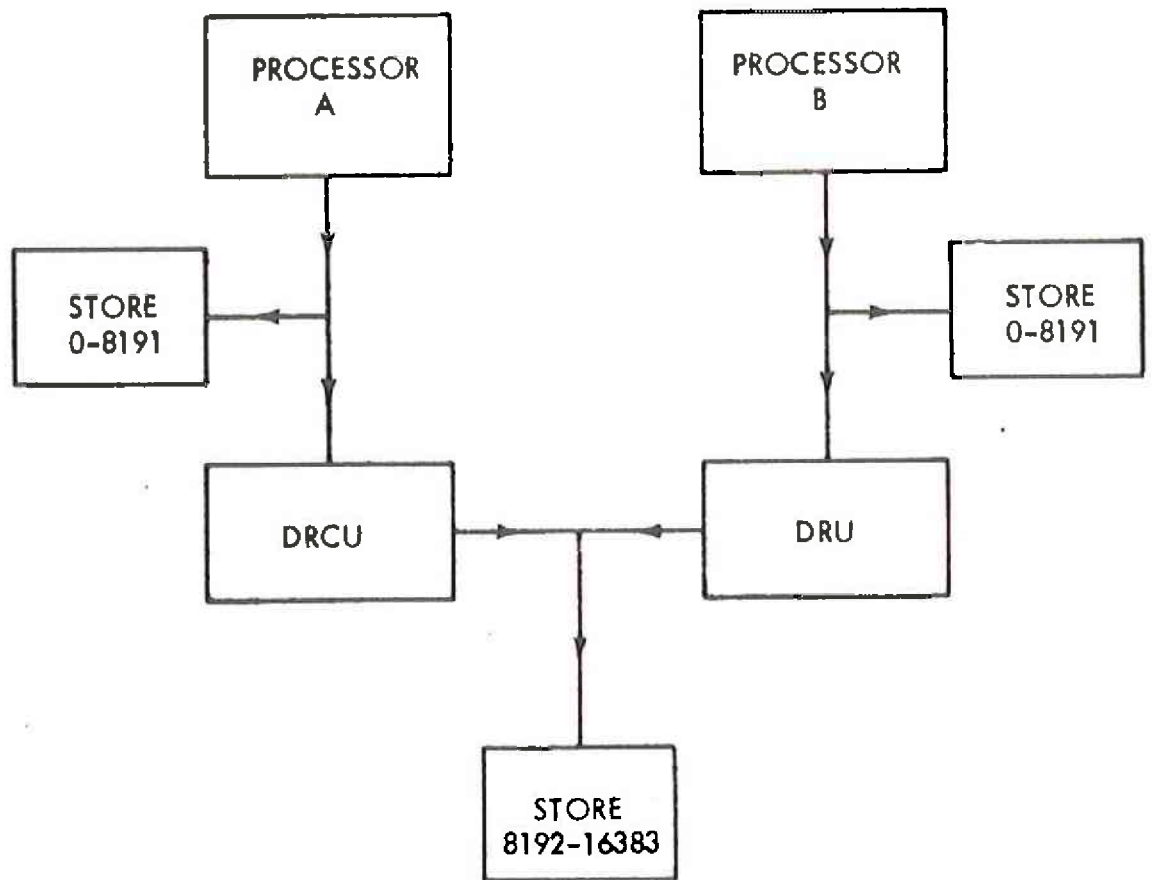 PROCESSOR
A
PROCESSOR
B
STORE
0-8191
STORE
0-8191
DRCU
DRU
STORE
8192-16383